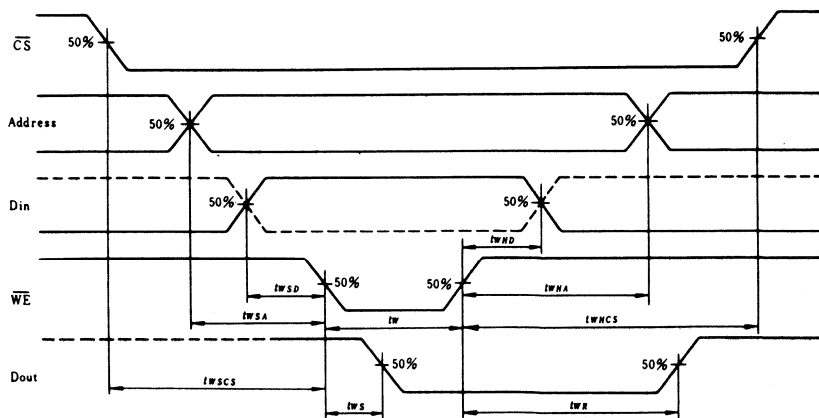 50%
50%
CS
50%
50%
Address
50%
50%
Din
tWHD
50%
50%
WE
tWSD
tWHA
tWSA
tW
tWHCS
50%
50%
Dout
tWSCS
tWS
tWR